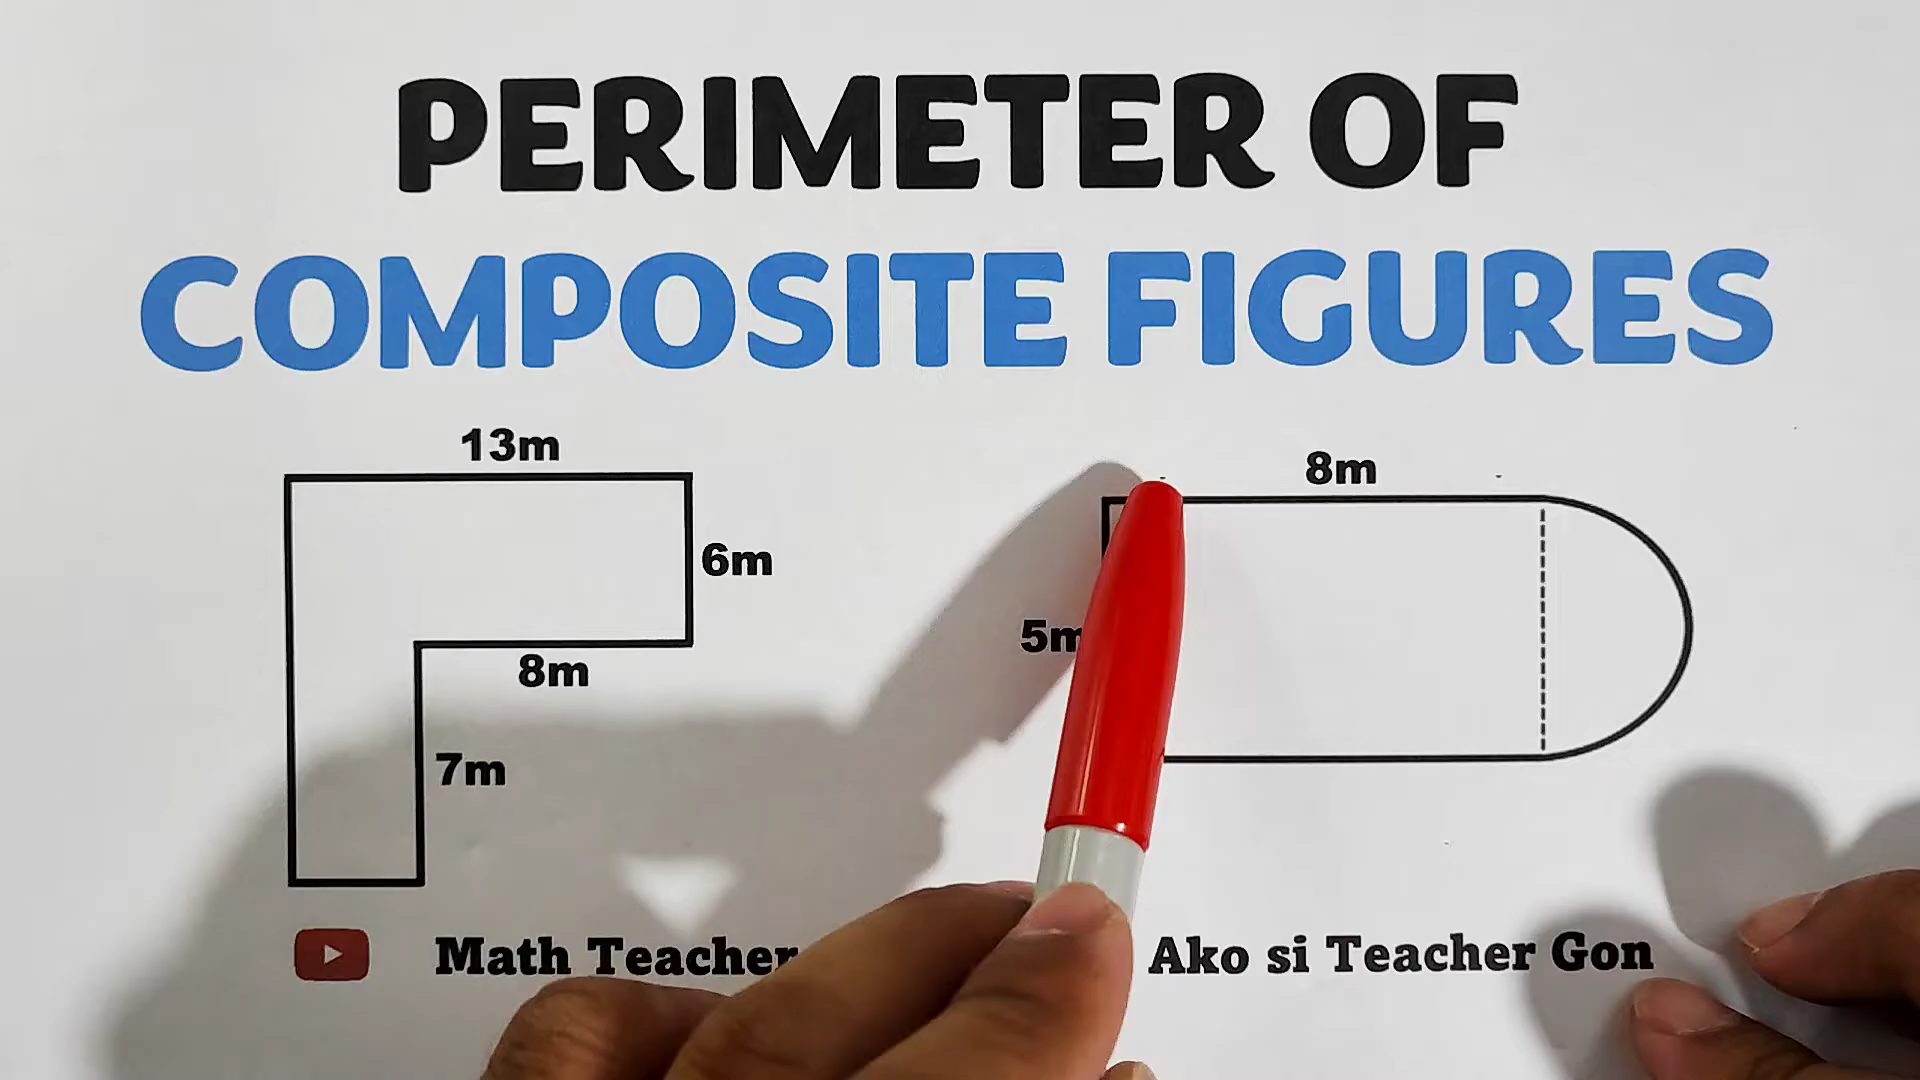 PERIMETER OF
COMPOSITE FIGURES
13m
6m
8m
7m
8m
5m
Math Teacher
Ako si Teacher Gon